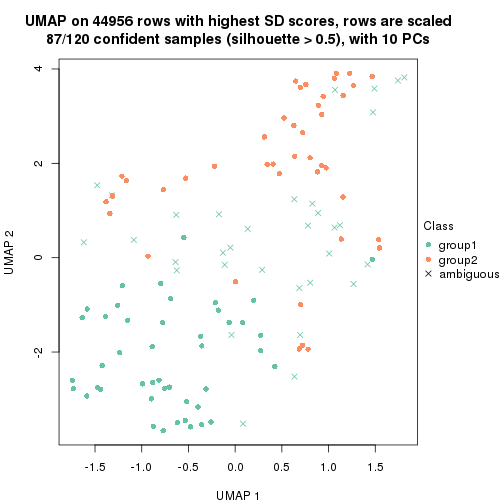 UMAP on 44956 rows with highest SD scores, rows are scaled
87/120 confident samples (silhouette > 0.5), with 10 PCs
4
2
0
-2
UMAP 2
-1.5 -1.0 -0.5 0.0 0.5 1.0 1.5
UMAP 1
Class
group1
group2
ambiguous